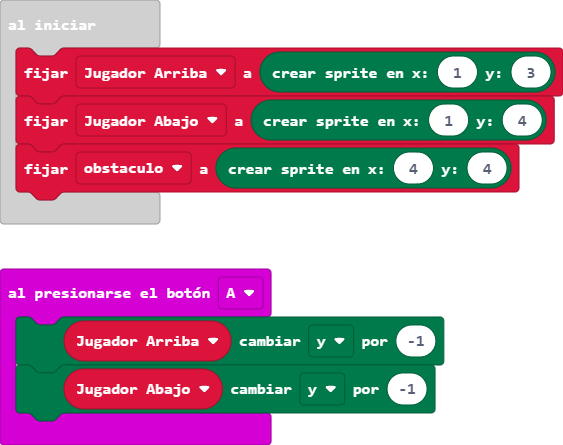 al iniciar
fijar Jugador Arriba a crear sprite en x: 1 y: 3
fijar Jugador Abajo a crear sprite en x: 1 y: 4
fijar obstaculo a crear sprite en x: 4 y: 4
al presionarse el botón A
Jugador Arriba cambiar y por -1
Jugador Abajo cambiar y por -1